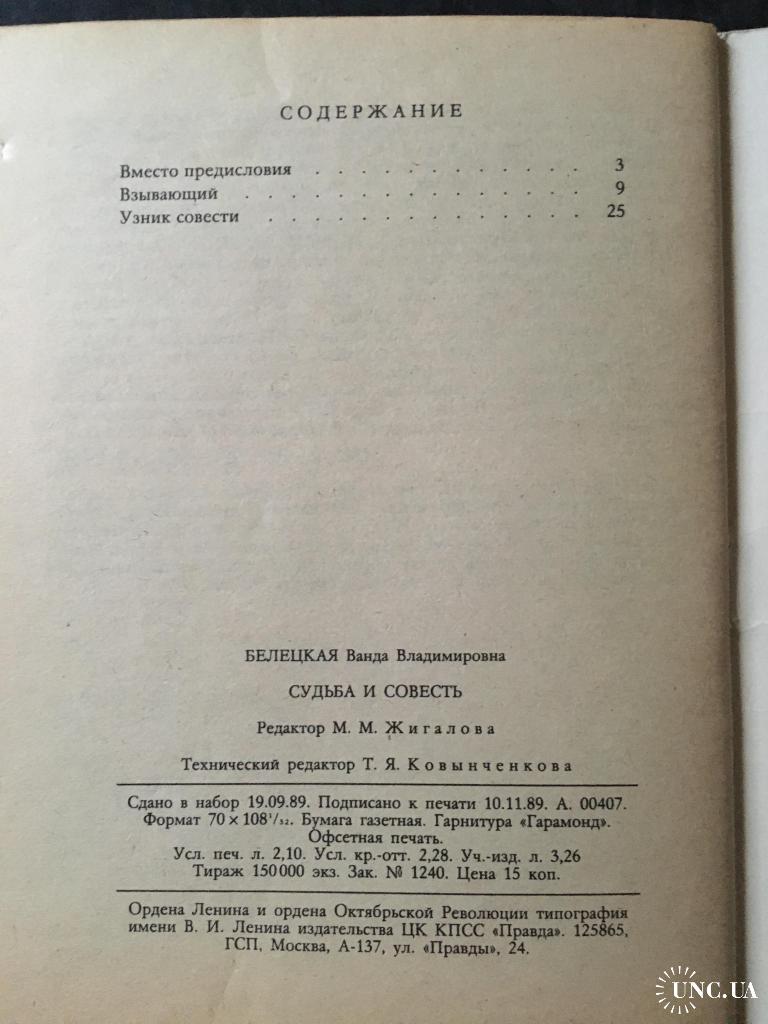 СОДЕРЖАНИЕ
Вместо предисловия . . . . . . . . . . . . 3
Взывающий . . . . . . . . . . . . . . . 9
Узник совести . . . . . . . . . . . . . . 25
БЕЛЕЦКАЯ Ванда Владимировна
СУДЬБА И СОВЕСТЬ
Редактор М. М. Жигалова
Технический редактор Т. Я. Ковынченкова
Сдано в набор 19.09.89. Подписано к печати 10.11.89. А. 00407.
Формат 70 × 108¹/₃₂. Бумага газетная. Гарнитура «Гарамонд».
Офсетная печать.
Усл. печ. л. 2,10. Усл. кр.-отт. 2,28. Уч.-изд. л. 3,26
Тираж 150 000 экз. Зак. № 1240. Цена 15 коп.
Ордена Ленина и ордена Октябрьской Революции типография
имени В. И. Ленина издательства ЦК КПСС «Правда». 125865,
ГСП, Москва, А-137, ул. «Правды», 24.
UNC.UA